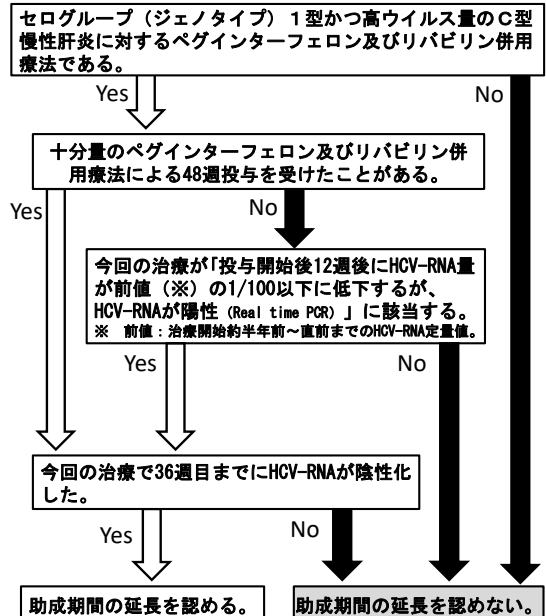 セログループ（ジェノタイプ）１型かつ高ウイルス量のＣ型
慢性肝炎に対するペグインターフェロン及びリバビリン併用
療法である。
Yes
No
十分量のペグインターフェロン及びリバビリン併
用療法による48週投与を受けたことがある。
Yes
No
今回の治療が「投与開始後12週後にHCV-RNA量
が前値（※）の1/100以下に低下するが、
HCV-RNAが陽性（Real time PCR）」に該当する。
※　前値：治療開始約半年前～直前までのHCV-RNA定量値。
Yes
No
今回の治療で36週目までにHCV-RNAが陰性化
した。
Yes
No
助成期間の延長を認める。
助成期間の延長を認めない。